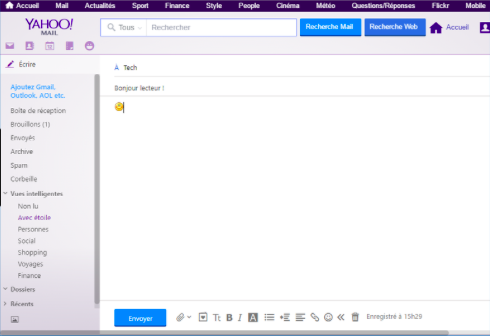 Accueil Mail Actualités Sport Finance Style People Cinéma Météo Questions/Réponses Flickr Mobile
YAHOO!
MAIL
Tous Rechercher Recherche Mail Recherche Web Accueil
12
Écrire
À Tech
Ajoutez Gmail,
Outlook, AOL etc.
Bonjour lecteur !
Boîte de réception
Brouillons (1)
Envoyés
Archive
Spam
Corbeille
Vues intelligentes
Non lu
Avec étoile
Personnes
Social
Shopping
Voyages
Finance
Dossiers
Récents
Envoyer Tt B I A Enregistré à 15h29